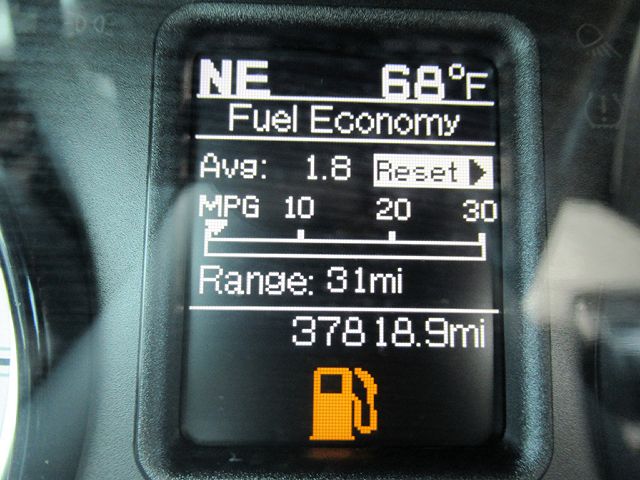 NE 68°F
Fuel Economy
Avg: 1.8 Reset
MPG 10 20 30
Range: 31mi
37818.9mi